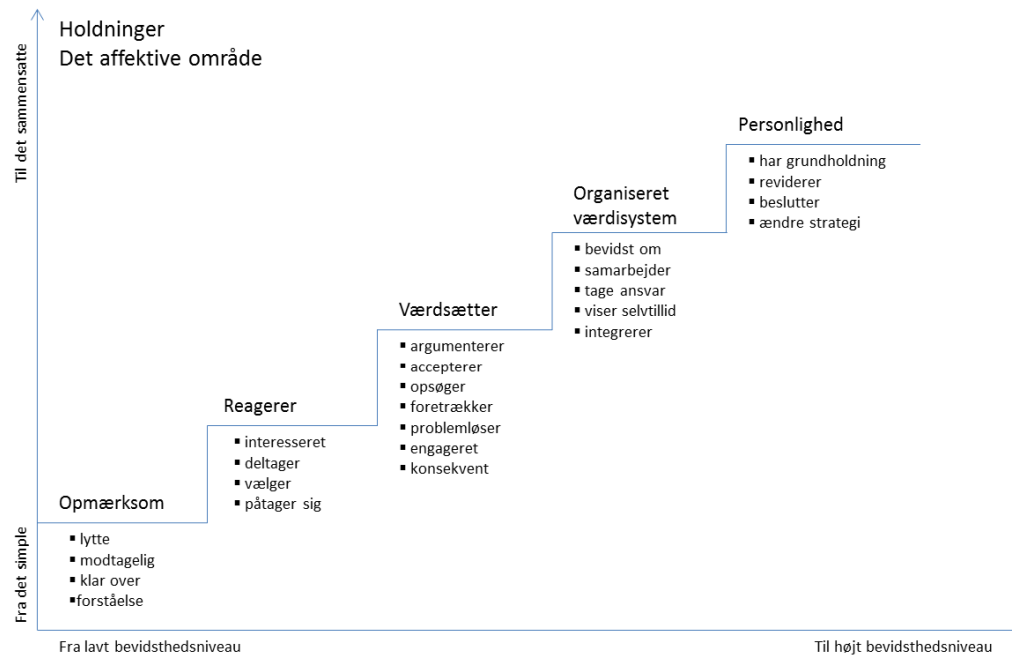 Holdninger
Det affektive område
Til det sammensatte
Fra det simple
Personlighed
▪ har grundholdning
▪ reviderer
▪ beslutter
▪ ændre strategi
Organiseret
værdisystem
▪ bevidst om
▪ samarbejder
▪ tage ansvar
▪ viser selvtillid
▪ integrerer
Værdsætter
▪ argumenterer
▪ accepterer
▪ opsøger
▪ foretrækker
▪ problemløser
▪ engageret
▪ konsekvent
Reagerer
▪ interesseret
▪ deltager
▪ vælger
▪ påtager sig
Opmærksom
▪ lytte
▪ modtagelig
▪ klar over
▪forståelse
Fra lavt bevidsthedsniveau
Til højt bevidsthedsniveau